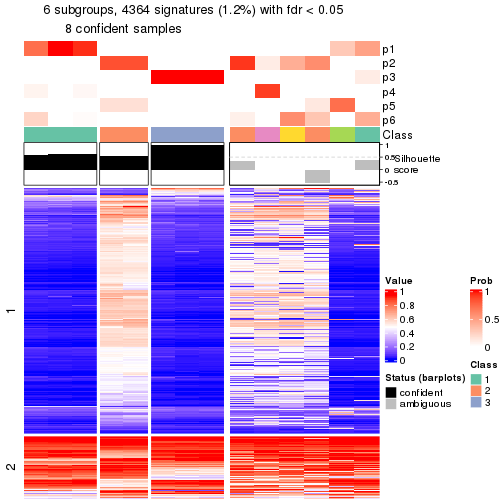 6 subgroups, 4364 signatures (1.2%) with fdr < 0.05
8 confident samples
p1
p2
p3
p4
p5
p6
Class
1
0.5
0
-0.5
Silhouette
score
1
2
Value
1
0.8
0.6
0.4
0.2
0
Prob
1
0.5
0
Status (barplots)
confident
ambiguous
Class
1
2
3